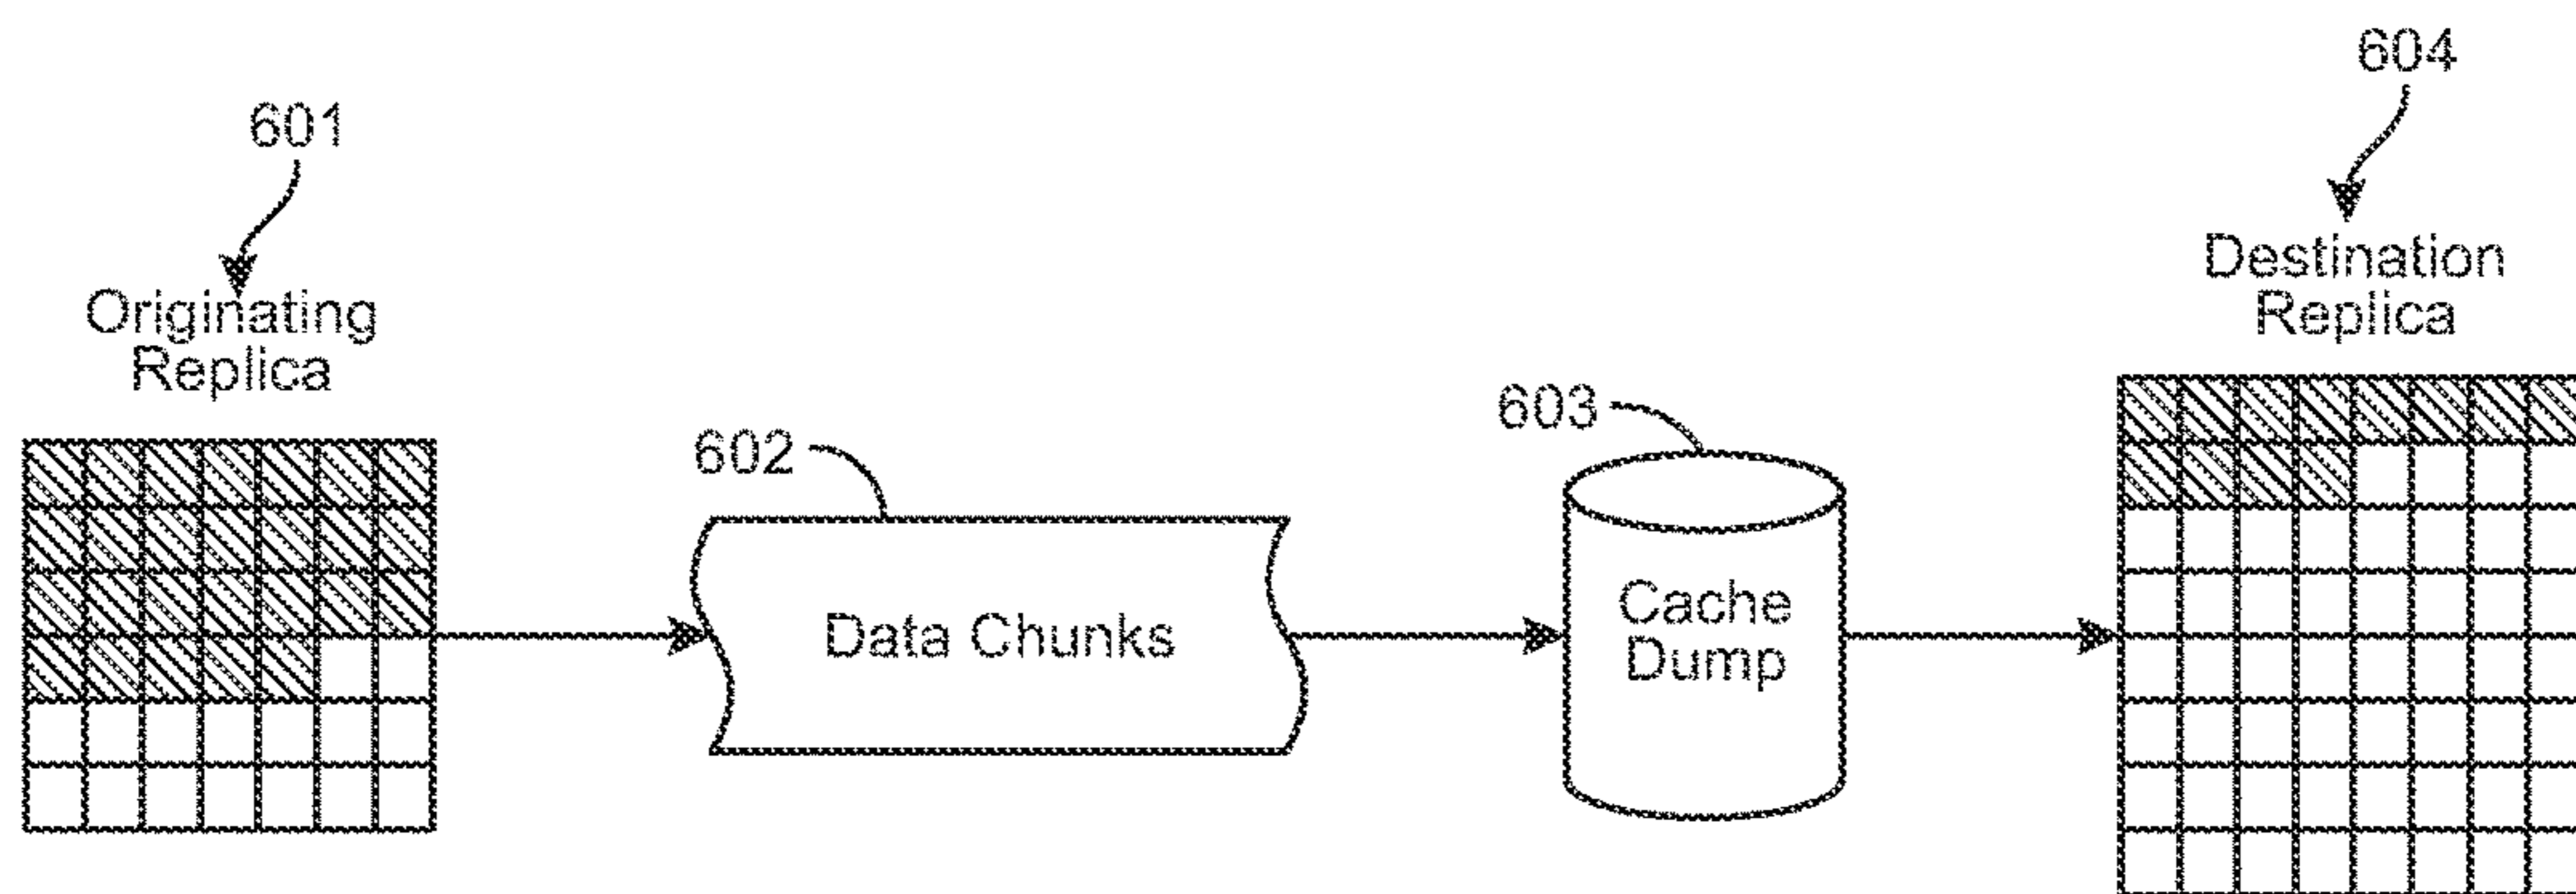 601
Originating
Replica
602
Data Chunks
603
Cache
Dump
604
Destination
Replica